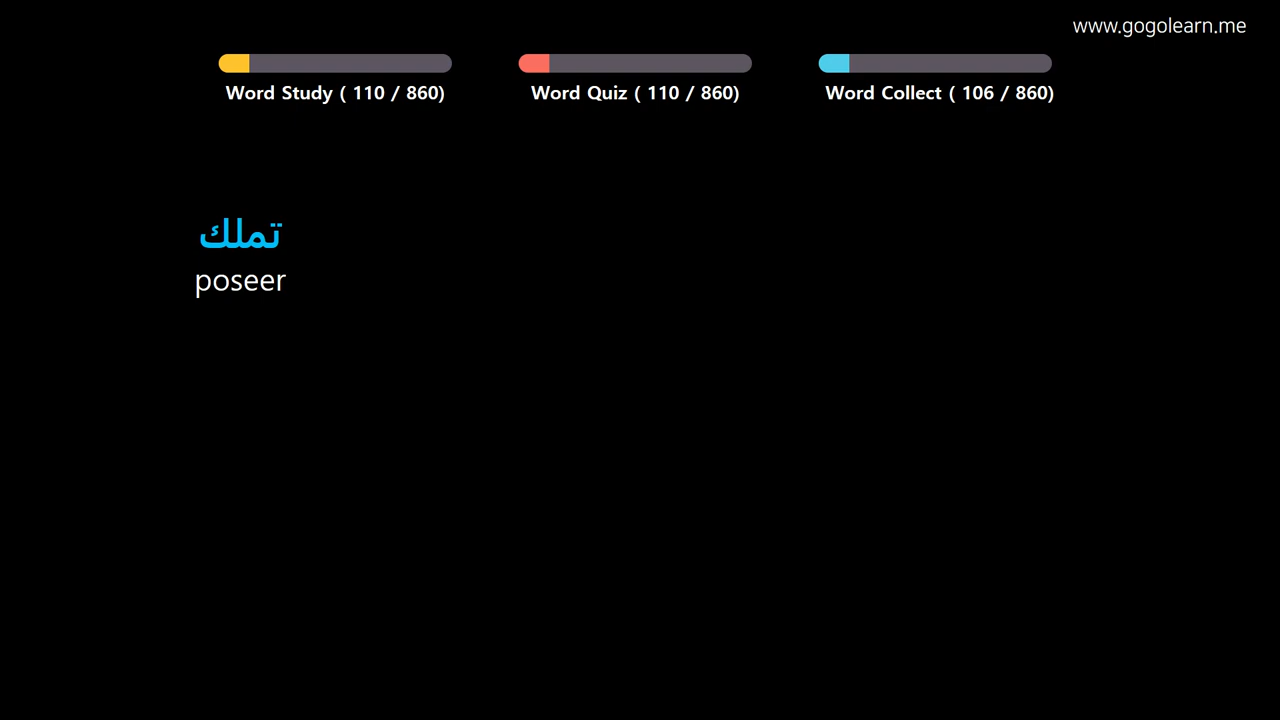 www.gogolearn.me
Word Study ( 110 / 860)
Word Quiz ( 110 / 860)
Word Collect ( 106 / 860)
تملك
poseer